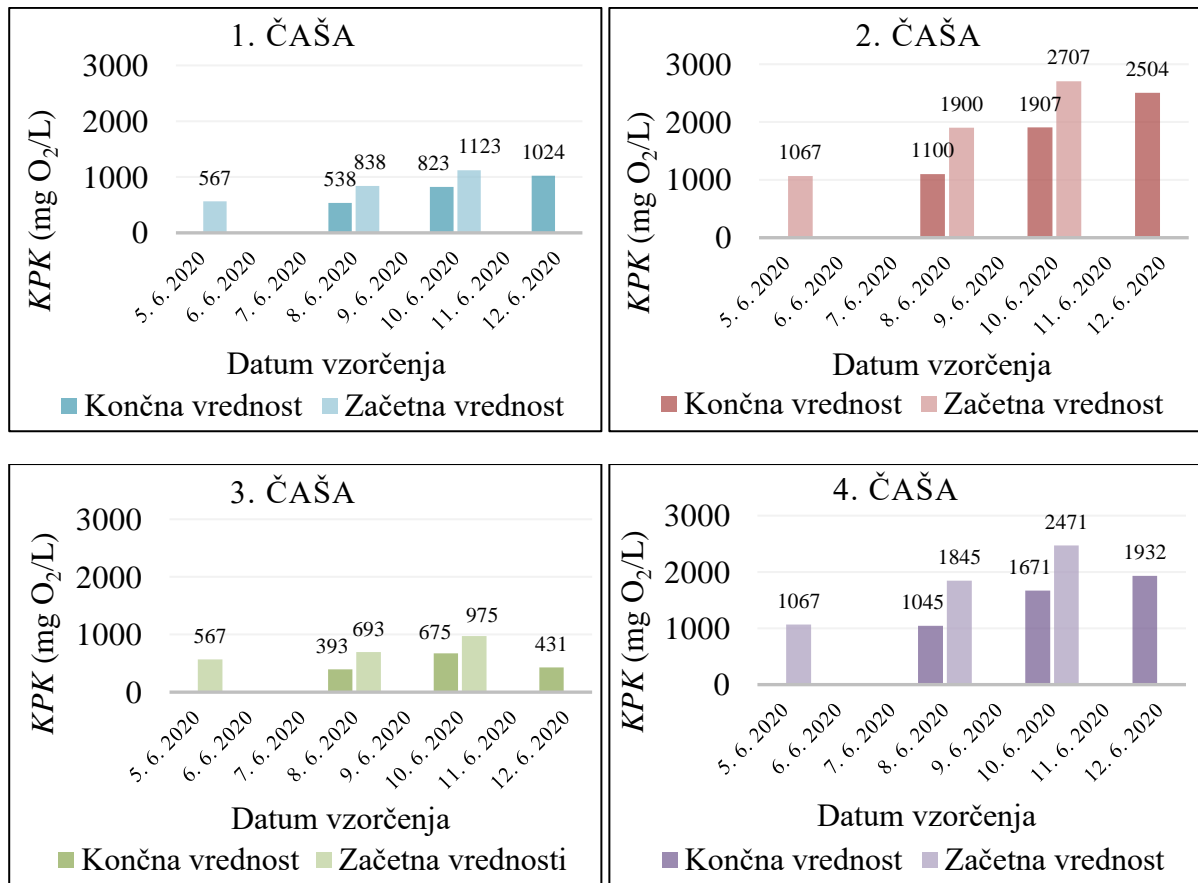 1. ČAŠA
KPK (mg O₂/L)
3000
2000
1000
0
567
538
838
823
1123
1024
5. 6. 2020
6. 6. 2020
7. 6. 2020
8. 6. 2020
9. 6. 2020
10. 6. 2020
11. 6. 2020
12. 6. 2020
Datum vzorčenja
Končna vrednost
Začetna vrednost
2. ČAŠA
KPK (mg O₂/L)
3000
2000
1000
0
1067
1100
1900
1907
2707
2504
5. 6. 2020
6. 6. 2020
7. 6. 2020
8. 6. 2020
9. 6. 2020
10. 6. 2020
11. 6. 2020
12. 6. 2020
Datum vzorčenja
Končna vrednost
Začetna vrednost
3. ČAŠA
KPK (mg O₂/L)
3000
2000
1000
0
567
393
693
675
975
431
5. 6. 2020
6. 6. 2020
7. 6. 2020
8. 6. 2020
9. 6. 2020
10. 6. 2020
11. 6. 2020
12. 6. 2020
Datum vzorčenja
Končna vrednost
Začetna vrednosti
4. ČAŠA
KPK (mg O₂/L)
3000
2000
1000
0
1067
1045
1845
1671
2471
1932
5. 6. 2020
6. 6. 2020
7. 6. 2020
8. 6. 2020
9. 6. 2020
10. 6. 2020
11. 6. 2020
12. 6. 2020
Datum vzorčenja
Končna vrednost
Začetna vrednost